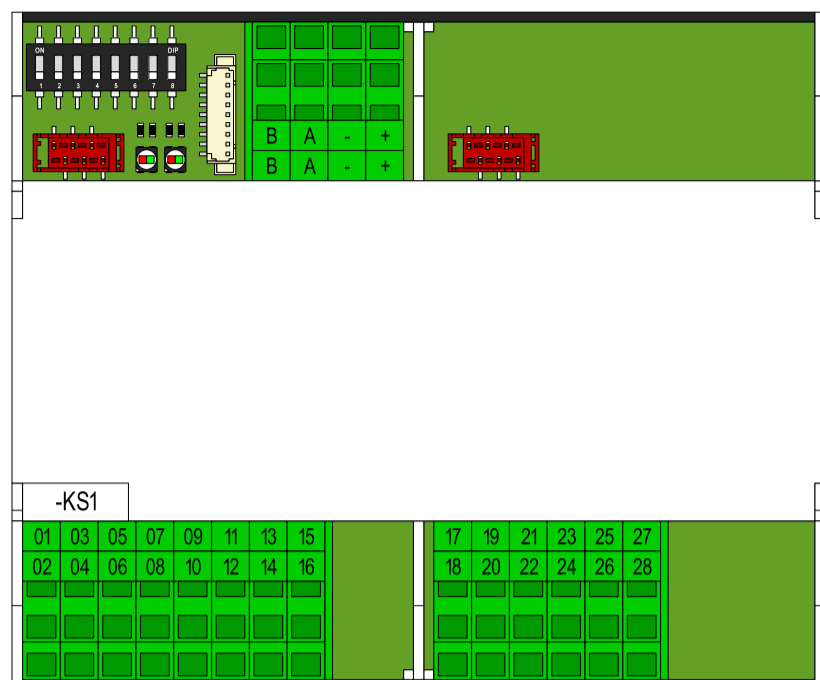 ON DIP
1 2 3 4 5 6 7 8
B A - +
B A - +
-KS1
01 03 05 07 09 11 13 15 17 19 21 23 25 27
02 04 06 08 10 12 14 16 18 20 22 24 26 28